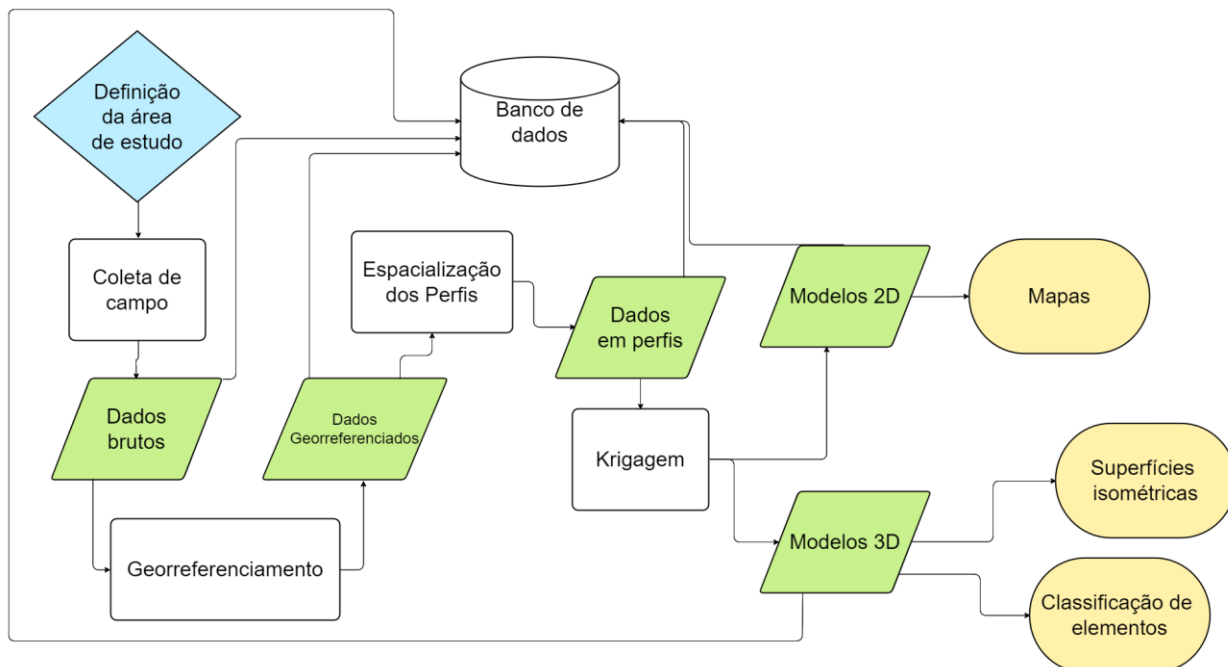 Definição
da área
de estudo
Banco de
dados
Coleta de
campo
Espacialização
dos Perfis
Dados
em perfis
Modelos 2D
Mapas
Dados
brutos
Dados
Georreferenciados
Krigagem
Superfícies
isométricas
Modelos 3D
Georreferenciamento
Classificação de
elementos